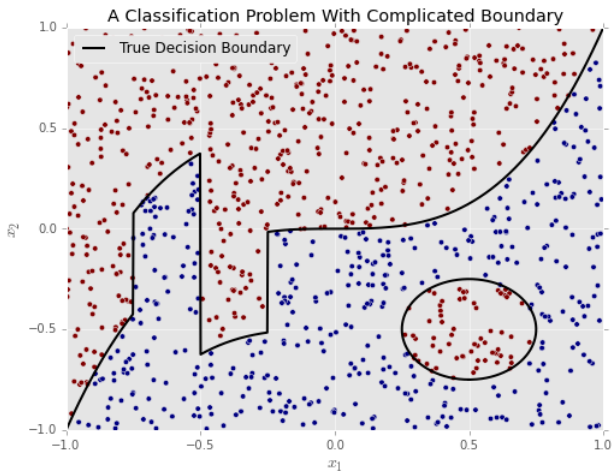 A Classification Problem With Complicated Boundary
True Decision Boundary
1.0
0.5
0.0
−0.5
−1.0
x₂
−1.0
−0.5
0.0
0.5
1.0
x₁